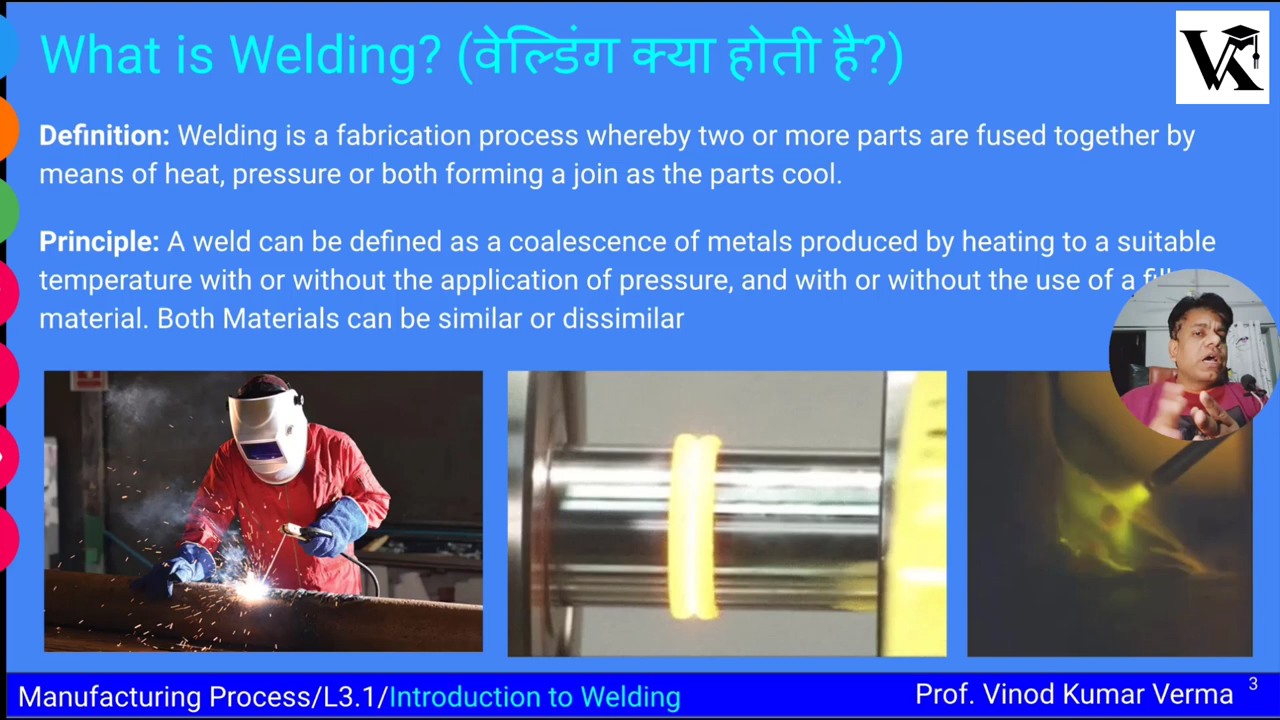 What is Welding? (वेल्डिंग क्या होती है?)
Definition: Welding is a fabrication process whereby two or more parts are fused together by
means of heat, pressure or both forming a join as the parts cool.
Principle: A weld can be defined as a coalescence of metals produced by heating to a suitable
temperature with or without the application of pressure, and with or without the use of a
material. Both Materials can be similar or dissimilar
Manufacturing Process/L3.1/Introduction to Welding
Prof. Vinod Kumar Verma 3